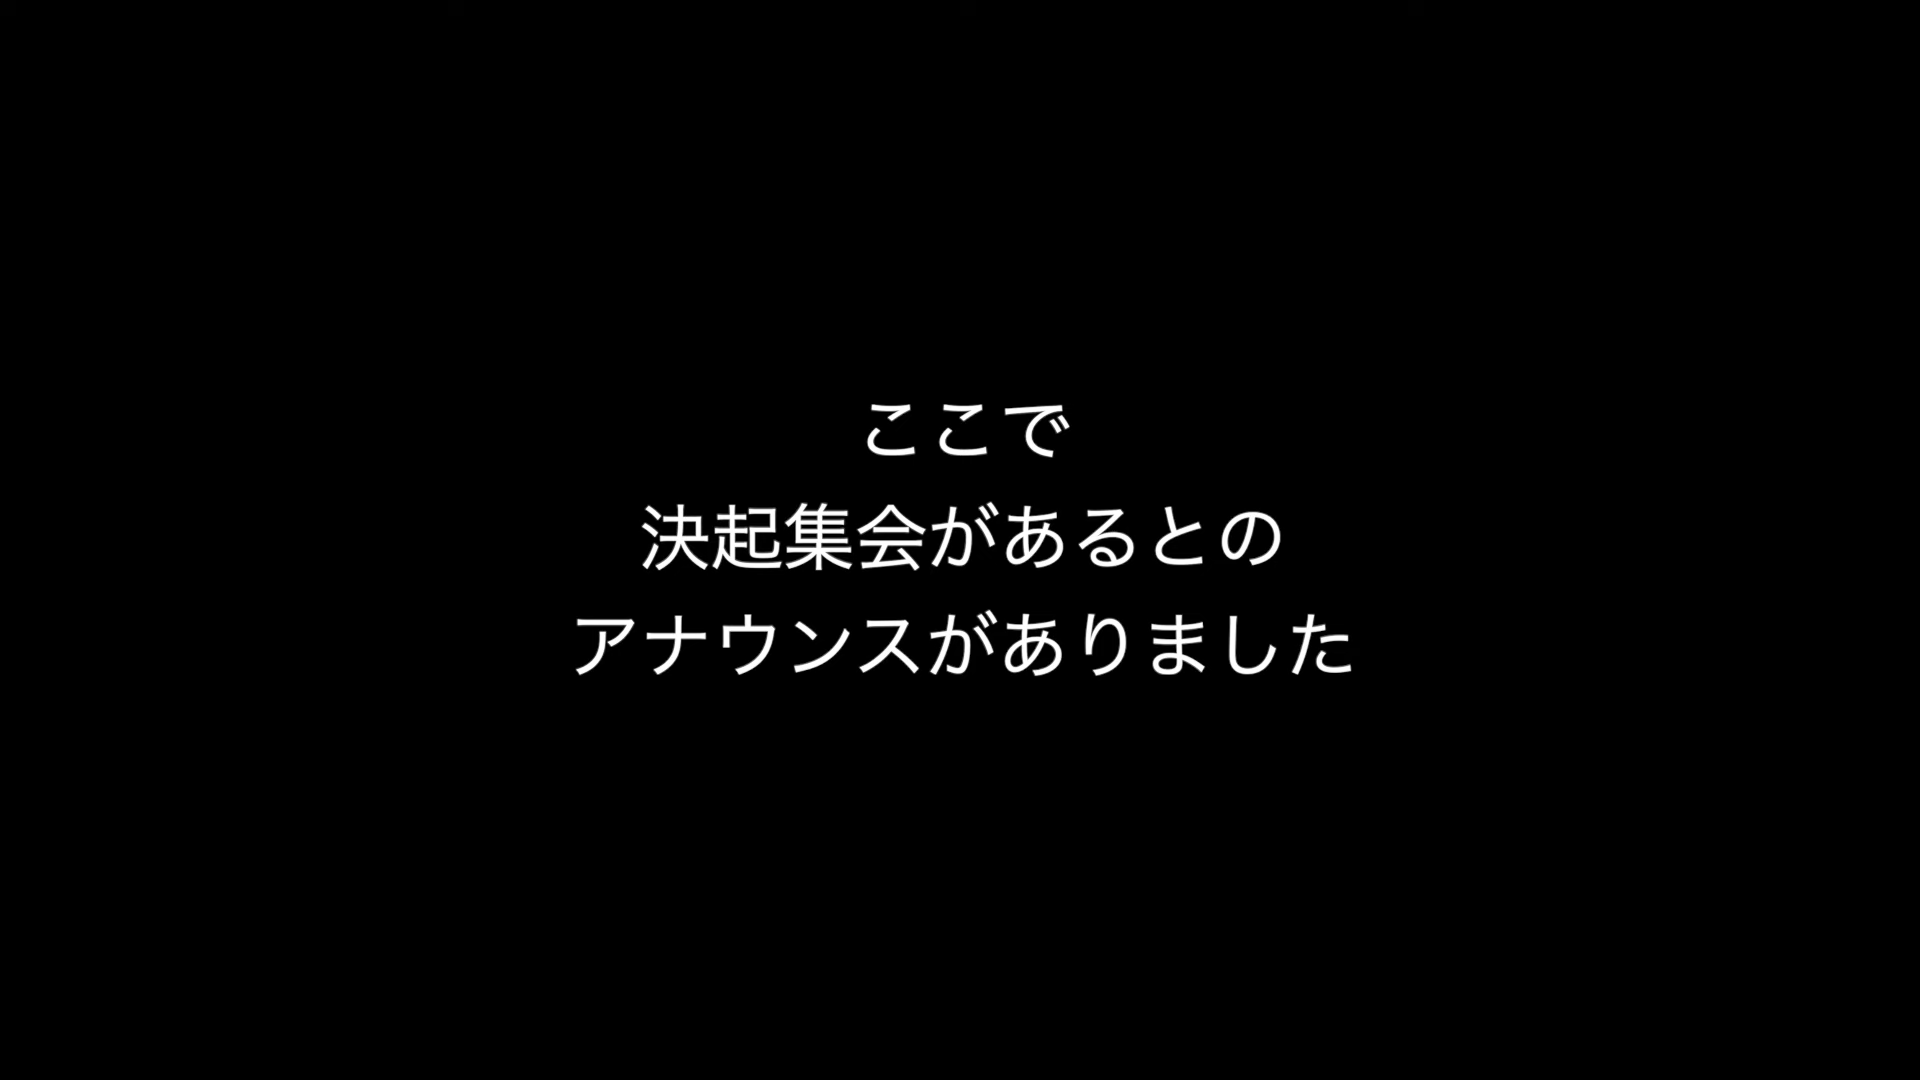 ここで
決起集会があるとの
アナウンスがありました